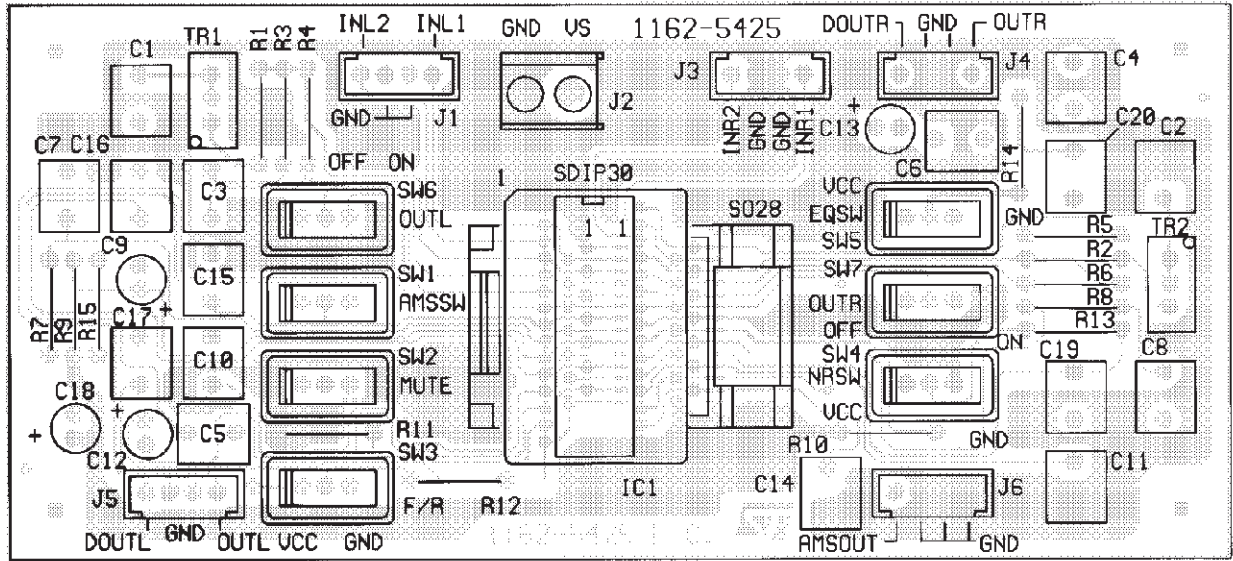 INL2 INL1 GND VS 1162-5425 DOUTR GND OUTR
C1 TR1 R1 R3 R4 J3 J4 C4
GND J1 J2 INR2 GND GND INR1 + C13 C20 C2
C7 C16 OFF ON SDIP30 C6 R14
C3 SW6 1 VCC
OUTL 1 1 SO28 EQSW GND R5 TR2
C9 SW5 R2
C15 SW1 SW7 R6
AMSSW OUTR R8
R7 R9 R15 C17 + OFF ON R13
C10 SW2 SW4 C19 C8
MUTE NRSW
C18 + VCC
+ C5 R11 GND
C12 SW3 R10 C11
J5 F/R R12 IC1 C14 J6
DOUTL GND OUTL VCC GND AMSOUT GND